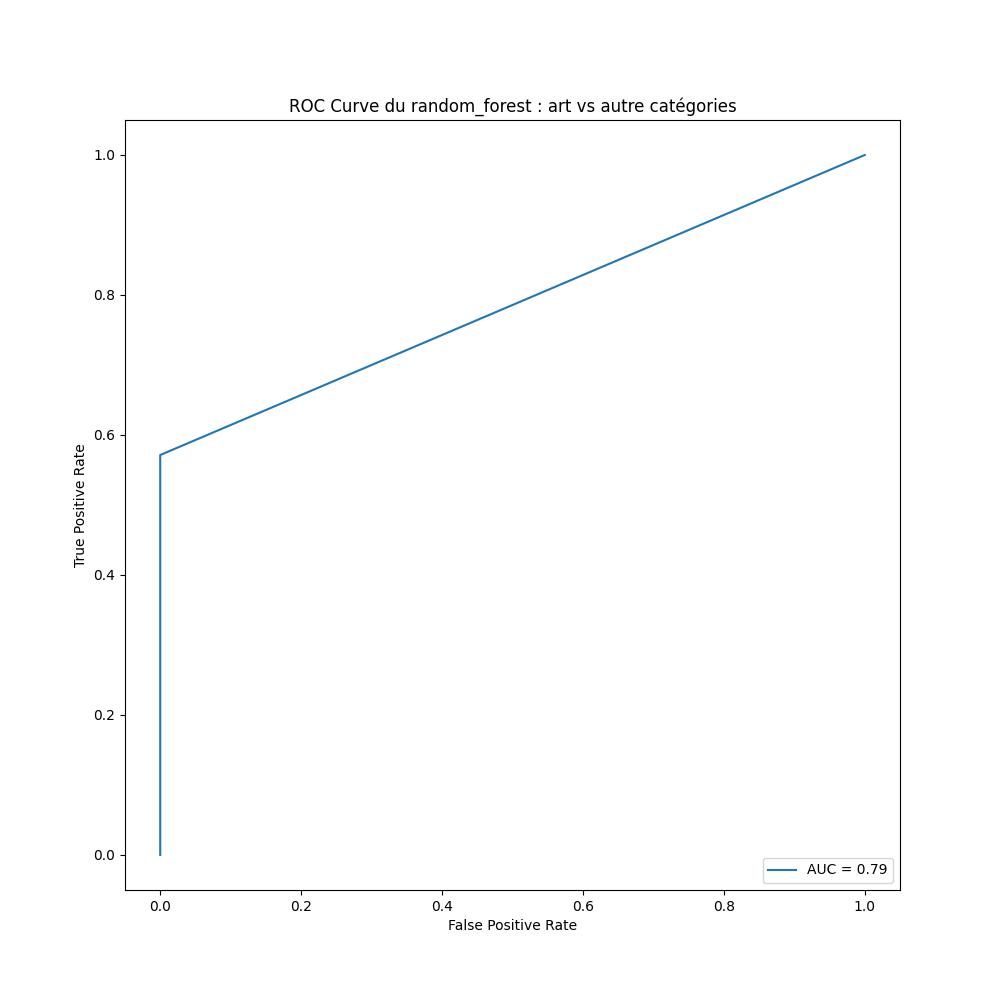 ROC Curve du random_forest : art vs autre catégories
1.0
0.8
0.6
0.4
0.2
0.0
True Positive Rate
0.0 0.2 0.4 0.6 0.8 1.0
False Positive Rate
AUC = 0.79